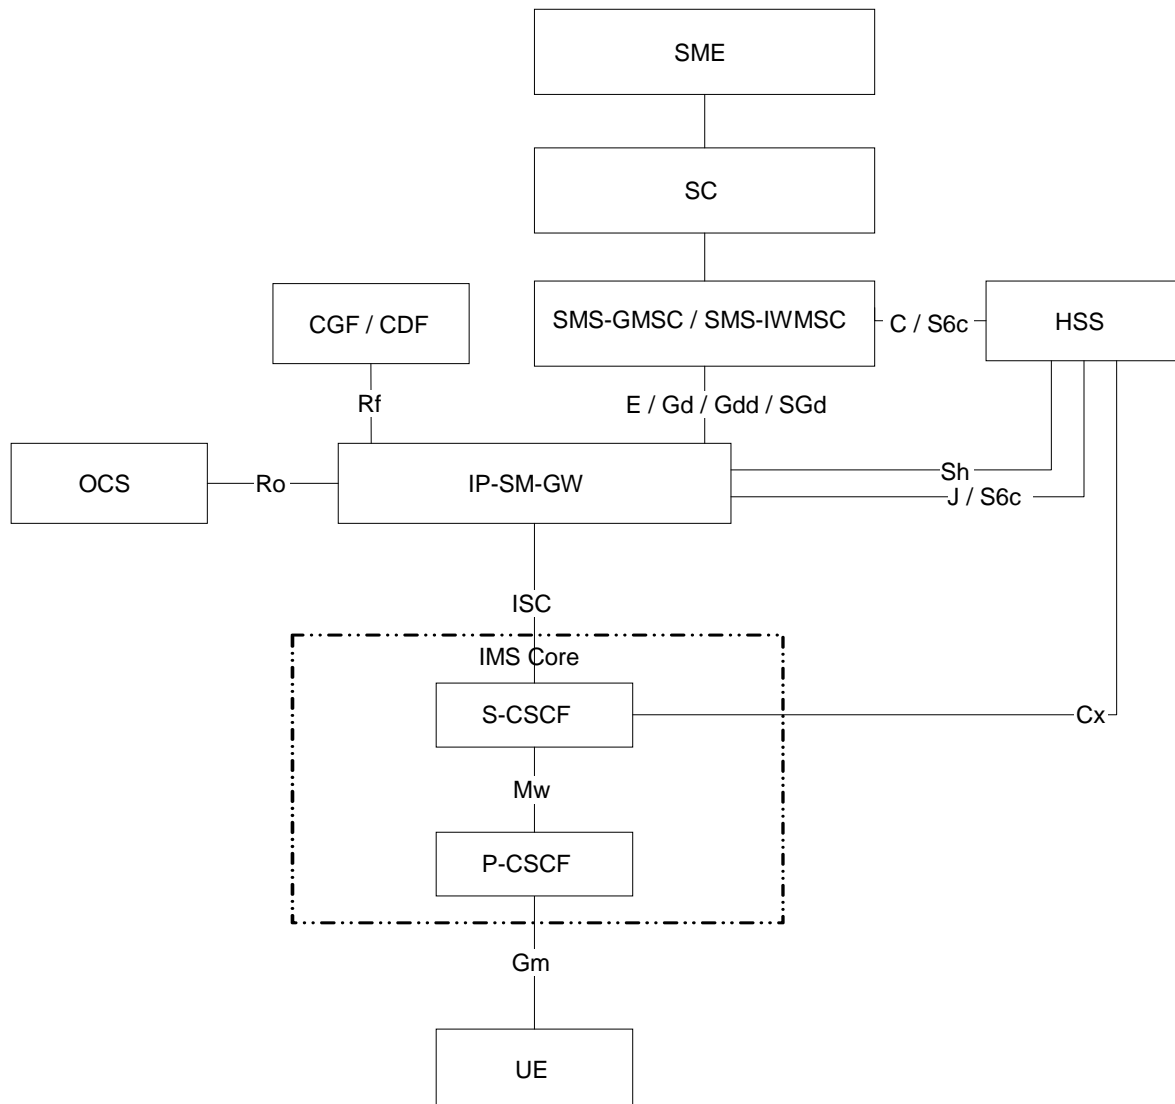 SME
SC
CGF / CDF
SMS-GMSC / SMS-IWMSC
C / S6c
HSS
Rf
E / Gd / Gdd / SGd
OCS
Ro
IP-SM-GW
Sh
J / S6c
ISC
IMS Core
S-CSCF
Cx
Mw
P-CSCF
Gm
UE